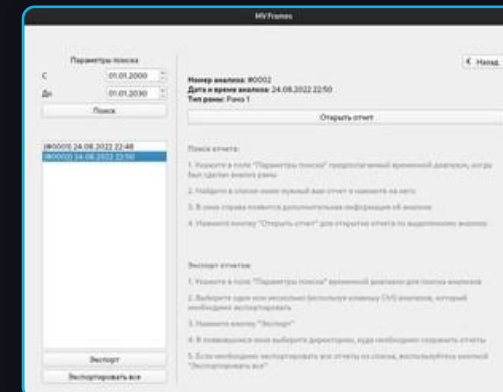 MV Frames
Параметры поиска
С 01.01.2000
До 01.01.2030
Поиск
(#0001) 24.08.2022 22:48
(#0002) 24.08.2022 22:50
Экспорт
Экспортировать все
Назад
Номер анализа: #0002
Дата и время анализа: 24.08.2022 22:50
Тип рамы: Рама 1
Открыть отчет
Поиск отчета:
1. Укажите в поле "Параметры поиска" предполагаемый временной диапазон, когда
был сделан анализ рамы
2. Найдите в списке ниже нужный вам отчет и нажмите на него
3. В окне справа появится дополнительная информация об анализе
4. Нажмите кнопку "Открыть отчет" для открытия отчета по выделенному анализу
Экспорт отчетов:
1. Укажите в поле "Параметры поиска" временной диапазон для поиска анализов
2. Выберите один или несколько (используя клавишу Ctrl) анализов, который
необходимо экспортировать
3. Нажмите кнопку "Экспорт"
4. В появившемся окне выберите директорию, куда необходимо сохранить отчеты
5. Если необходимо экспортировать все отчеты из списка, воспользуйтесь кнопкой
"Экспортировать все"